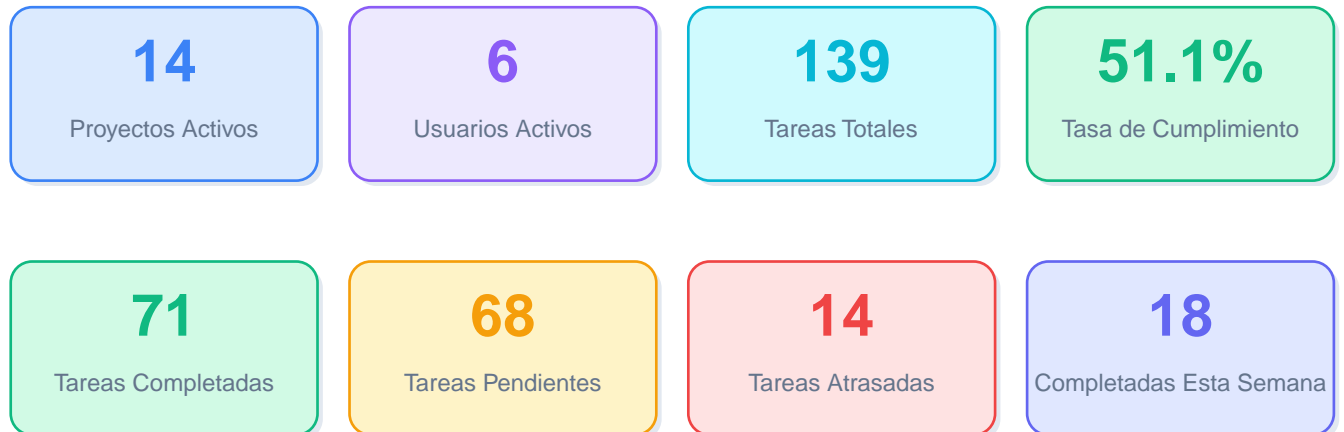 14
Proyectos Activos
6
Usuarios Activos
139
Tareas Totales
51.1%
Tasa de Cumplimiento
71
Tareas Completadas
68
Tareas Pendientes
14
Tareas Atrasadas
18
Completadas Esta Semana